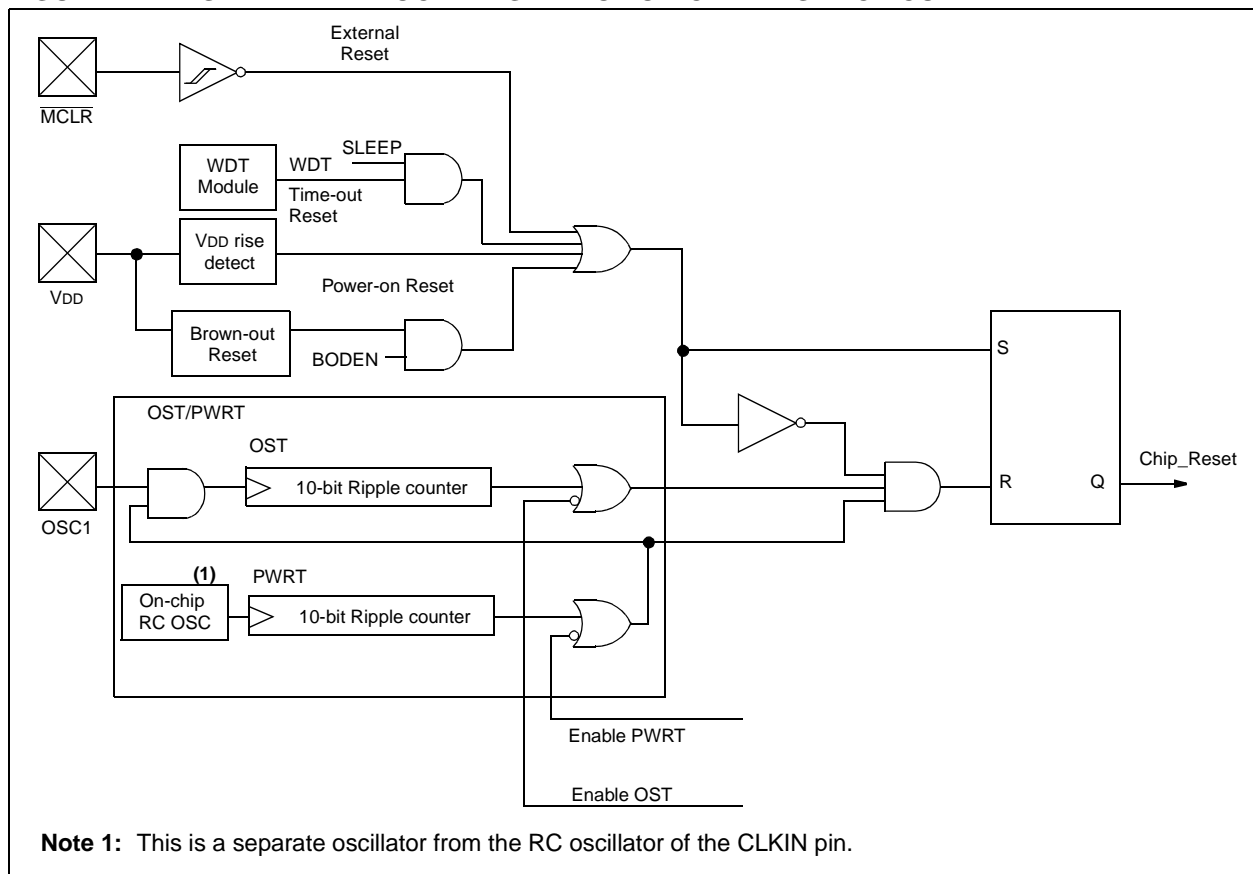 External
Reset
MCLR
SLEEP
WDT
Module
WDT
Time-out
Reset
VDD rise
detect
VDD
Power-on Reset
Brown-out
Reset
BODEN
S
OST/PWRT
OST
10-bit Ripple counter
OSC1
Chip_Reset
R
Q
(1)
PWRT
On-chip
RC OSC
10-bit Ripple counter
Enable PWRT
Enable OST
Note 1: This is a separate oscillator from the RC oscillator of the CLKIN pin.